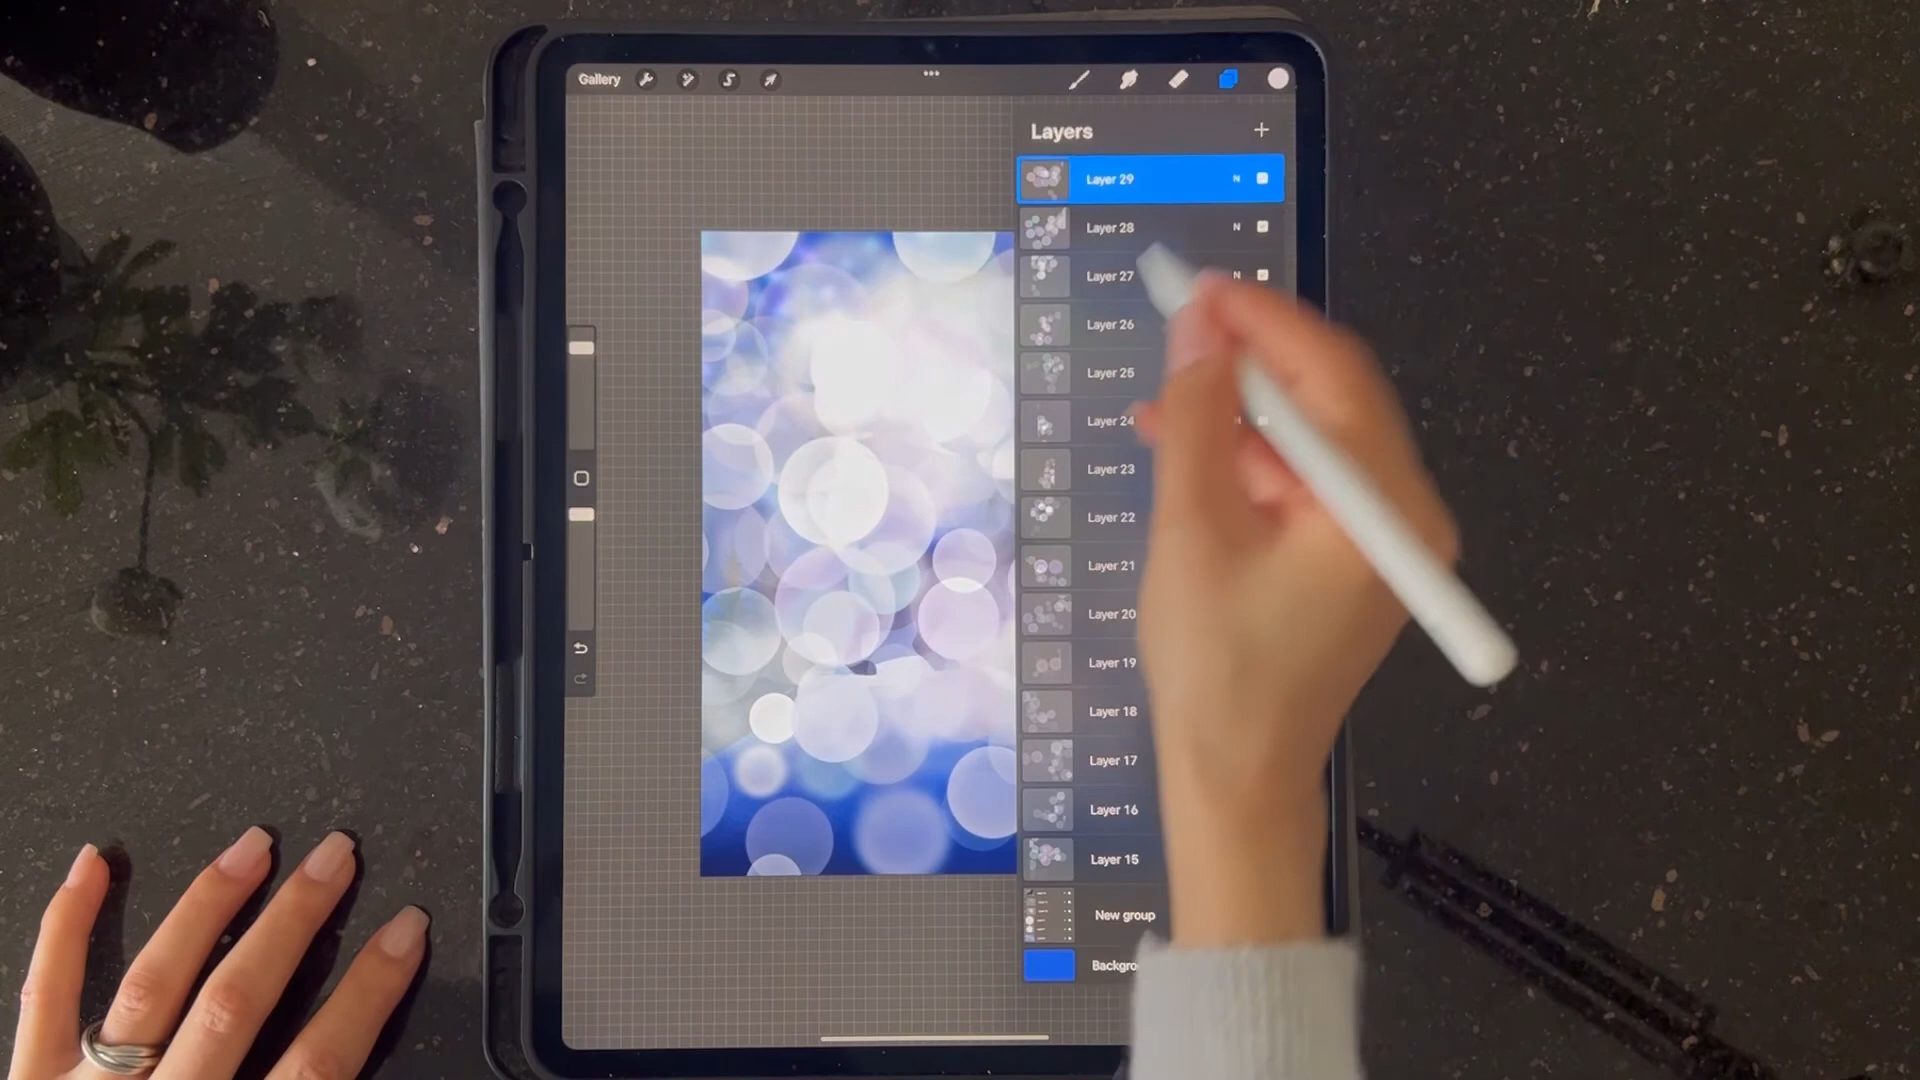 Gallery
Layers
Layer 29 N
Layer 28 N
Layer 27 N
Layer 26
Layer 25
Layer 24 N
Layer 23
Layer 22
Layer 21
Layer 20
Layer 19
Layer 18
Layer 17
Layer 16
Layer 15
New group
Backgro